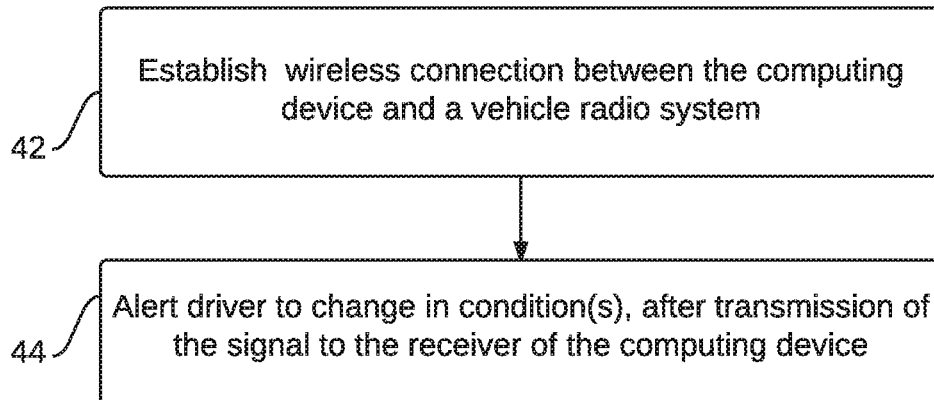 Establish wireless connection between the computing
device and a vehicle radio system
42
Alert driver to change in condition(s), after transmission of
the signal to the receiver of the computing device
44